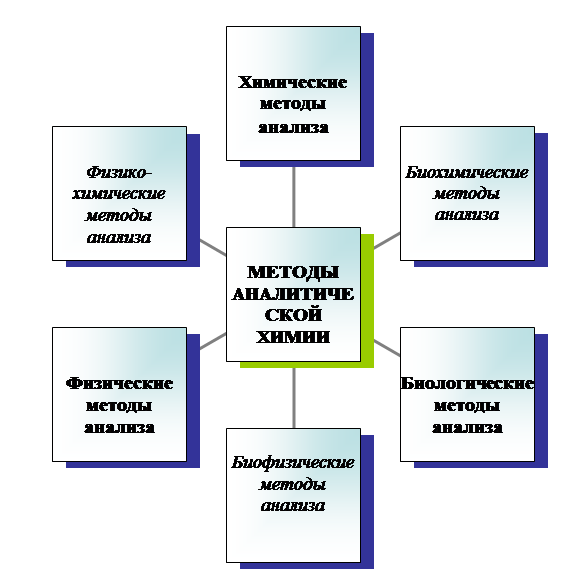 Химические
методы
анализа
Физико-
химические
методы
анализа
Биохимические
методы
анализа
МЕТОДЫ
АНАЛИТИЧЕ
СКОЙ
ХИМИИ
Физические
методы
анализа
Биологические
методы
анализа
Биофизические
методы
анализа